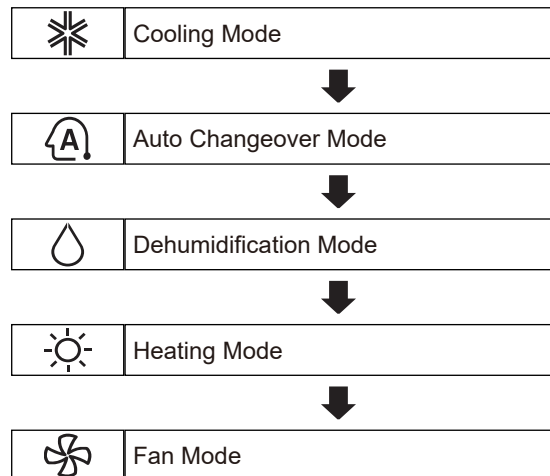 Cooling Mode
A
Auto Changeover Mode
Dehumidification Mode
Heating Mode
Fan Mode